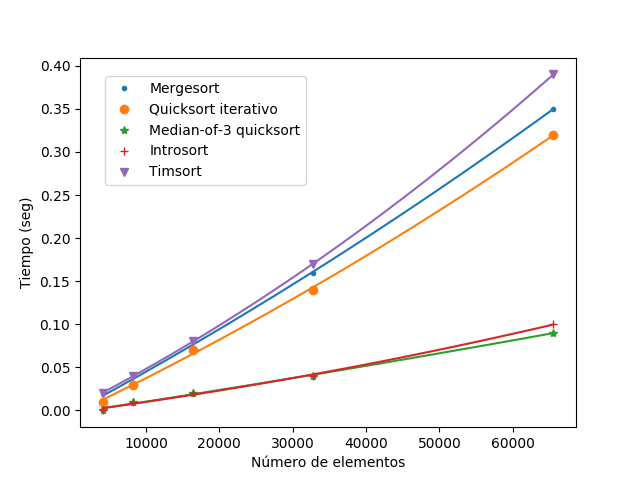 0.40
0.35
0.30
0.25
0.20
0.15
0.10
0.05
0.00
Tiempo (seg)
Mergesort
Quicksort iterativo
Median-of-3 quicksort
Introsort
Timsort
10000 20000 30000 40000 50000 60000
Número de elementos